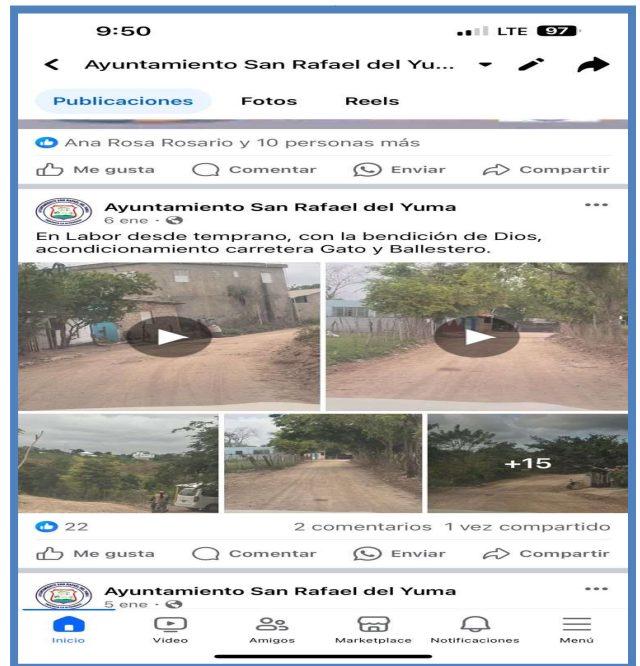 9:50
LTE 97
Ayuntamiento San Rafael del Yu...
Publicaciones Fotos Reels
Ana Rosa Rosario y 10 personas más
Me gusta Comentar Enviar Compartir
Ayuntamiento San Rafael del Yuma
6 ene ·
En Labor desde temprano, con la bendición de Dios,
acondicionamiento carretera Gato y Ballestero.
+15
22 2 comentarios 1 vez compartido
Me gusta Comentar Enviar Compartir
Ayuntamiento San Rafael del Yuma
5 ene ·
Inicio Video Amigos Marketplace Notificaciones Menú